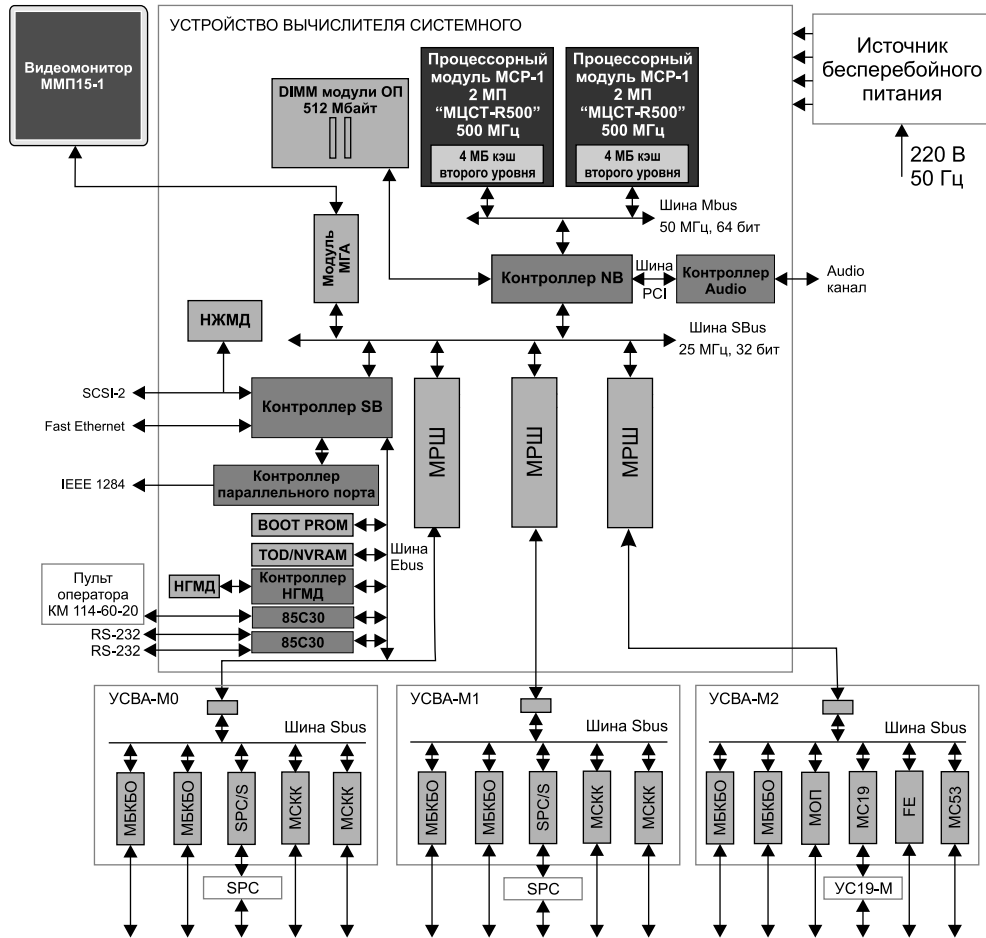 УСТРОЙСТВО ВЫЧИСЛИТЕЛЯ СИСТЕМНОГО
Видеомонитор
ММП15-1
DIMM модули ОП
512 Мбайт
Процессорный
модуль МСР-1
2 МП
“МЦСТ-R500”
500 МГц
4 МБ кэш
второго уровня
Процессорный
модуль МСР-1
2 МП
“МЦСТ-R500”
500 МГц
4 МБ кэш
второго уровня
Источник
бесперебойного
питания
220 В
50 Гц
Шина Mbus
50 МГц, 64 бит
Модуль
МГА
Контроллер NB
Шина
PCI
Контроллер
Audio
Audio
канал
НЖМД
Шина SBus
25 МГц, 32 бит
SCSI-2
Fast Ethernet
Контроллер SB
МРШ
МРШ
МРШ
IEEE 1284
Контроллер
параллельного порта
BOOT PROM
TOD/NVRAM
Шина
Ebus
НГМД
Контроллер
НГМД
Пульт
оператора
КМ 114-60-20
85C30
RS-232
RS-232
85C30
УСВА-М0
Шина Sbus
МБКБО
МБКБО
SPC/S
МСКК
МСКК
SPC
УСВА-М1
Шина Sbus
МБКБО
МБКБО
SPC/S
МСКК
МСКК
SPC
УСВА-М2
Шина Sbus
МБКБО
МБКБО
МОП
МС19
FE
МС53
УС19-М